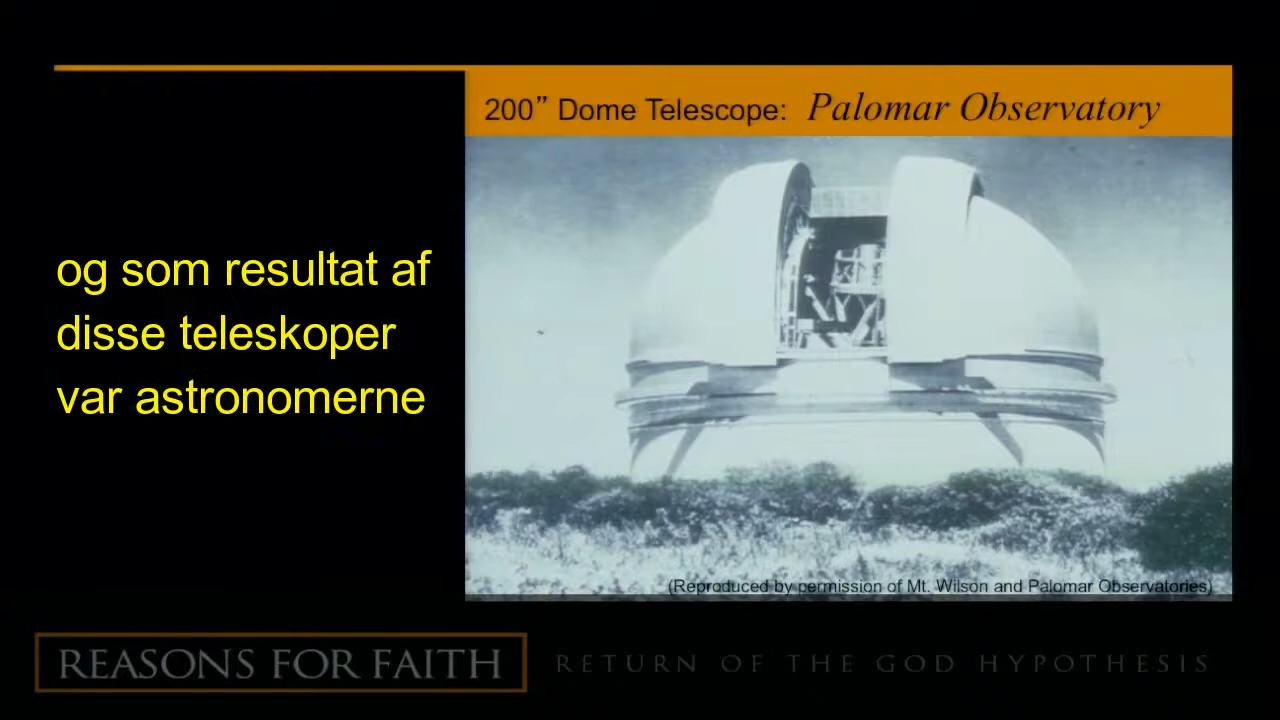 200” Dome Telescope: Palomar Observatory
og som resultat af
disse teleskoper
var astronomerne
(Reproduced by permission of Mt. Wilson and Palomar Observatories)
REASONS FOR FAITH
RETURN OF THE GOD HYPOTHESIS